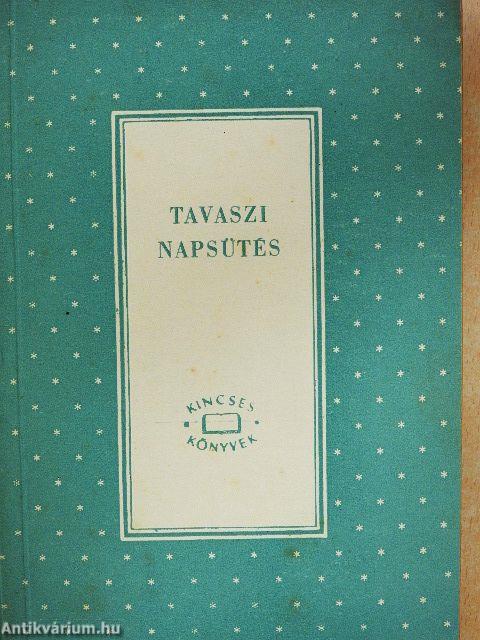 TAVASZI
NAPSÜTÉS
KINCSES
KÖNYVEK
Antikvárium.hu